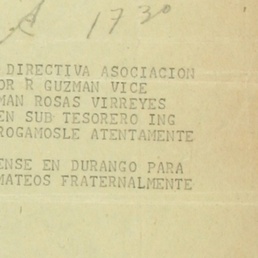 1730
DIRECTIVA ASOCIACION
OR R GUZMAN VICE
MAN ROSAS VIRREYES
EN SUB TESORERO ING
ROGAMOSLE ATENTAMENTE
ENSE EN DURANGO PARA
MATEOS FRATERNALMENTE